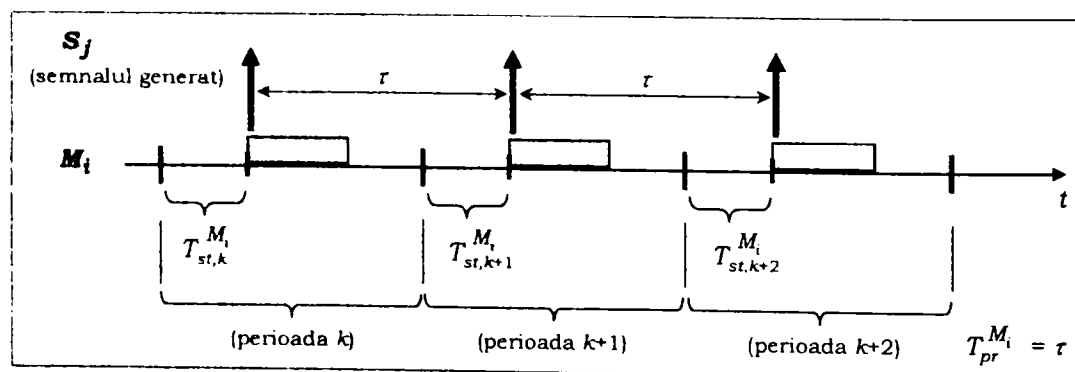 S_j
(semnalul generat)
τ
τ
M_i
t
T_{st,k}^{M_i}
T_{st,k+1}^{M_i}
T_{st,k+2}^{M_i}
(perioada k)
(perioada k+1)
(perioada k+2)
T_{pr}^{M_i} = τ